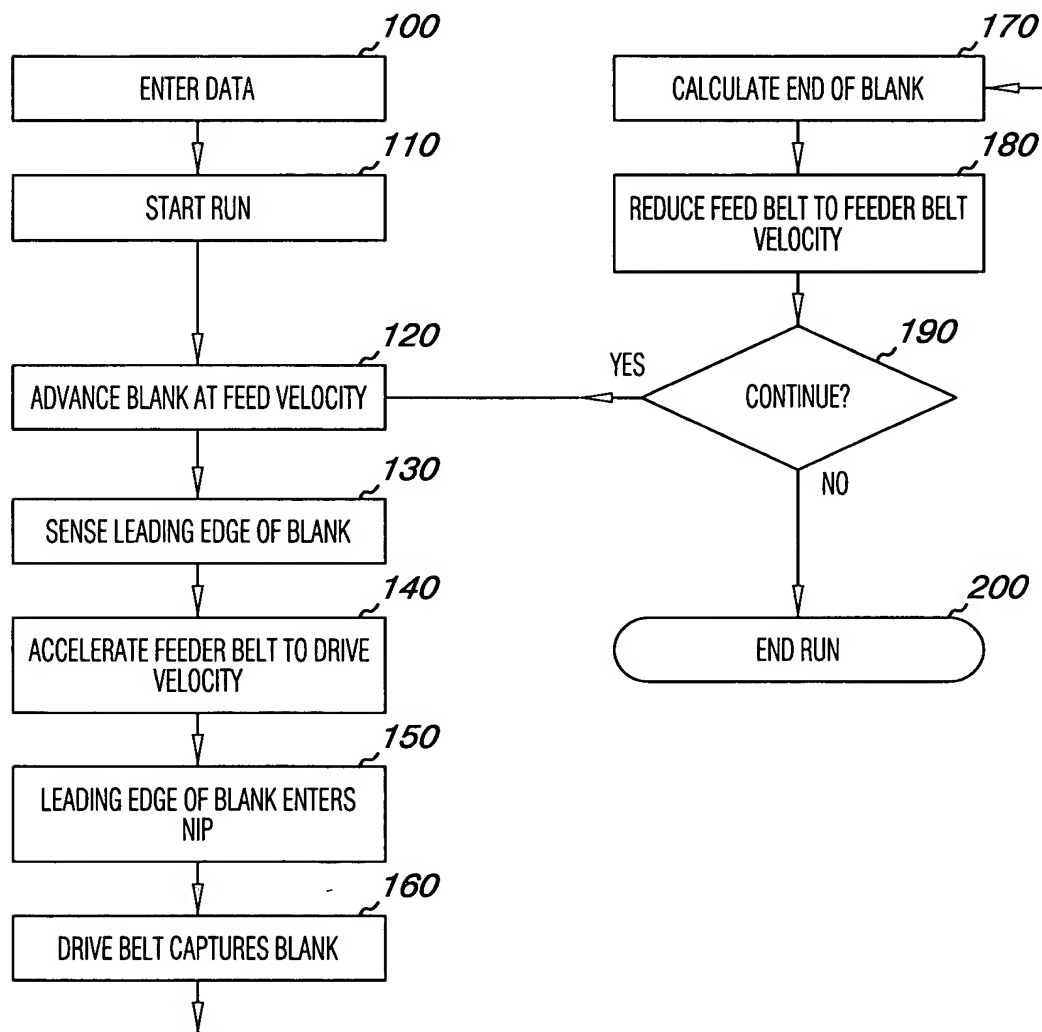 100
ENTER DATA
110
START RUN
120
ADVANCE BLANK AT FEED VELOCITY
130
SENSE LEADING EDGE OF BLANK
140
ACCELERATE FEEDER BELT TO DRIVE
VELOCITY
150
LEADING EDGE OF BLANK ENTERS
NIP
160
DRIVE BELT CAPTURES BLANK
170
CALCULATE END OF BLANK
180
REDUCE FEED BELT TO FEEDER BELT
VELOCITY
190
YES
CONTINUE?
NO
200
END RUN